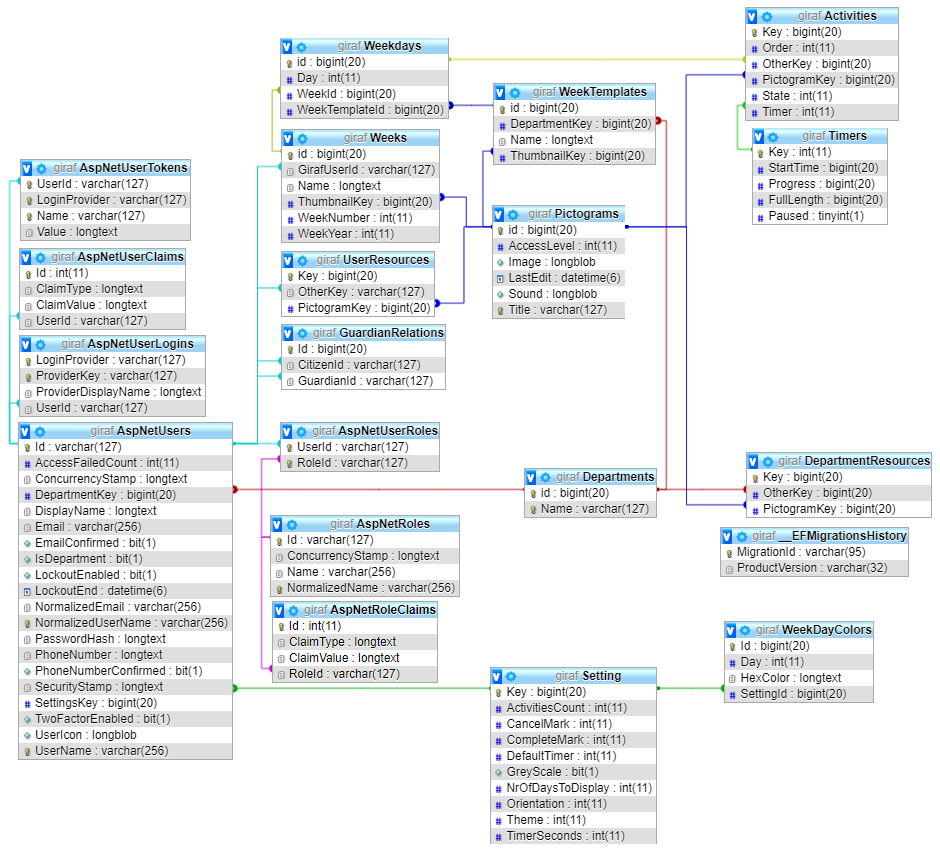 giraf Activities
Key : bigint(20)
Order : int(11)
OtherKey : bigint(20)
PictogramKey : bigint(20)
State : int(11)
Timer : int(11)
giraf Weekdays
id : bigint(20)
Day : int(11)
WeekId : bigint(20)
WeekTemplateId : bigint(20)
giraf WeekTemplates
id : bigint(20)
DepartmentKey : bigint(20)
Name : longtext
ThumbnailKey : bigint(20)
giraf Timers
Key : int(11)
StartTime : bigint(20)
Progress : bigint(20)
FullLength : bigint(20)
Paused : tinyint(1)
giraf Weeks
id : bigint(20)
GirafUserId : varchar(127)
Name : longtext
ThumbnailKey : bigint(20)
WeekNumber : int(11)
WeekYear : int(11)
giraf AspNetUserTokens
UserId : varchar(127)
LoginProvider : varchar(127)
Name : varchar(127)
Value : longtext
giraf Pictograms
id : bigint(20)
AccessLevel : int(11)
Image : longblob
LastEdit : datetime(6)
Sound : longblob
Title : varchar(127)
giraf AspNetUserClaims
Id : int(11)
ClaimType : longtext
ClaimValue : longtext
UserId : varchar(127)
giraf UserResources
Key : bigint(20)
OtherKey : varchar(127)
PictogramKey : bigint(20)
giraf GuardianRelations
Id : bigint(20)
CitizenId : varchar(127)
GuardianId : varchar(127)
giraf AspNetUserLogins
LoginProvider : varchar(127)
ProviderKey : varchar(127)
ProviderDisplayName : longtext
UserId : varchar(127)
giraf AspNetUsers
Id : varchar(127)
AccessFailedCount : int(11)
ConcurrencyStamp : longtext
DepartmentKey : bigint(20)
DisplayName : longtext
Email : varchar(256)
EmailConfirmed : bit(1)
IsDepartment : bit(1)
LockoutEnabled : bit(1)
LockoutEnd : datetime(6)
NormalizedEmail : varchar(256)
NormalizedUserName : varchar(256)
PasswordHash : longtext
PhoneNumber : longtext
PhoneNumberConfirmed : bit(1)
SecurityStamp : longtext
SettingsKey : bigint(20)
TwoFactorEnabled : bit(1)
UserIcon : longblob
UserName : varchar(256)
giraf AspNetUserRoles
UserId : varchar(127)
RoleId : varchar(127)
giraf Departments
id : bigint(20)
Name : varchar(127)
giraf DepartmentResources
Key : bigint(20)
OtherKey : bigint(20)
PictogramKey : bigint(20)
giraf AspNetRoles
Id : varchar(127)
ConcurrencyStamp : longtext
Name : varchar(256)
NormalizedName : varchar(256)
giraf __EFMigrationsHistory
MigrationId : varchar(95)
ProductVersion : varchar(32)
giraf AspNetRoleClaims
Id : int(11)
ClaimType : longtext
ClaimValue : longtext
RoleId : varchar(127)
giraf WeekDayColors
Id : bigint(20)
Day : int(11)
HexColor : longtext
SettingId : bigint(20)
giraf Setting
Key : bigint(20)
ActivitiesCount : int(11)
CancelMark : int(11)
CompleteMark : int(11)
DefaultTimer : int(11)
GreyScale : bit(1)
NrOfDaysToDisplay : int(11)
Orientation : int(11)
Theme : int(11)
TimerSeconds : int(11)